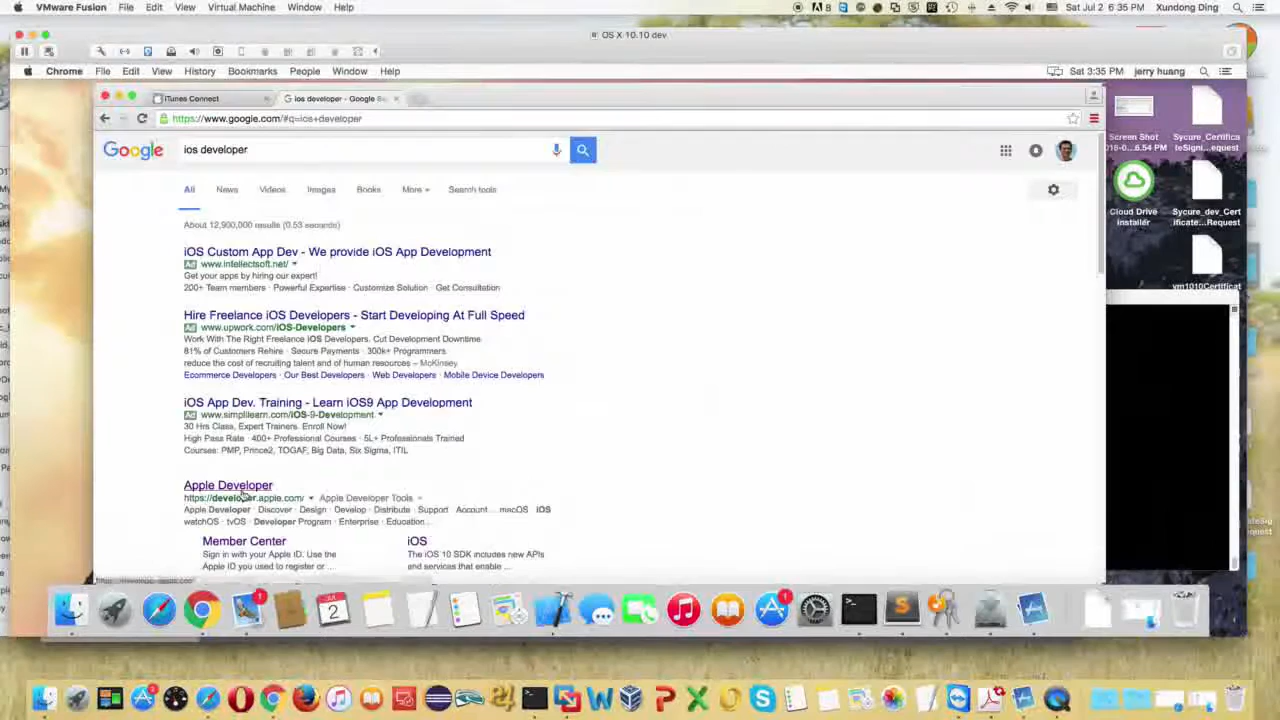 VMware Fusion File Edit View Virtual Machine Window Help
8 Sat Jul 2 6:35 PM Xundong Ding
OS X 10.10 dev
Chrome File Edit View History Bookmarks People Window Help
Sat 3:35 PM jerry huang
iTunes Connect
ios developer - Google Se
https://www.google.com/#q=ios+developer
Google
ios developer
All News Videos Images Books More Search tools
About 12,900,000 results (0.53 seconds)
iOS Custom App Dev - We provide iOS App Development
Ad www.intellectsoft.net/
Get your apps by hiring our expert!
200+ Team members · Powerful Expertise · Customize Solution · Get Consultation
Hire Freelance iOS Developers - Start Developing At Full Speed
Ad www.upwork.com/iOS-Developers
Work With The Right Freelance iOS Developers. Cut Development Downtime
81% of Customers Rehire · Secure Payments · 300k+ Programmers
reduce the cost of recruiting talent and of human resources – McKinsey
Ecommerce Developers · Our Best Developers · Web Developers · Mobile Device Developers
iOS App Dev. Training - Learn iOS9 App Development
Ad www.simplilearn.com/iOS-9-Development
30 Hrs Class, Expert Trainers. Enroll Now!
High Pass Rate · 400+ Professional Courses · 5L+ Professionals Trained
Courses: PMP, Prince2, TOGAF, Big Data, Six Sigma, ITIL
Apple Developer
https://developer.apple.com/ Apple Developer Tools
Apple Developer · Discover · Design · Develop · Distribute · Support Account ... macOS iOS
watchOS · tvOS · Developer Program · Enterprise · Education ...
Member Center
Sign in with your Apple ID. Use the
Apple ID you used to register or ...
iOS
The iOS 10 SDK includes new APIs
and services that enable ...
Screen Shot
6.54 PM
Sycure_Certifica
teSigni
equest
Cloud Drive
installer
Sycure_dev_Cert
ificate
Request
vm1010Certificat